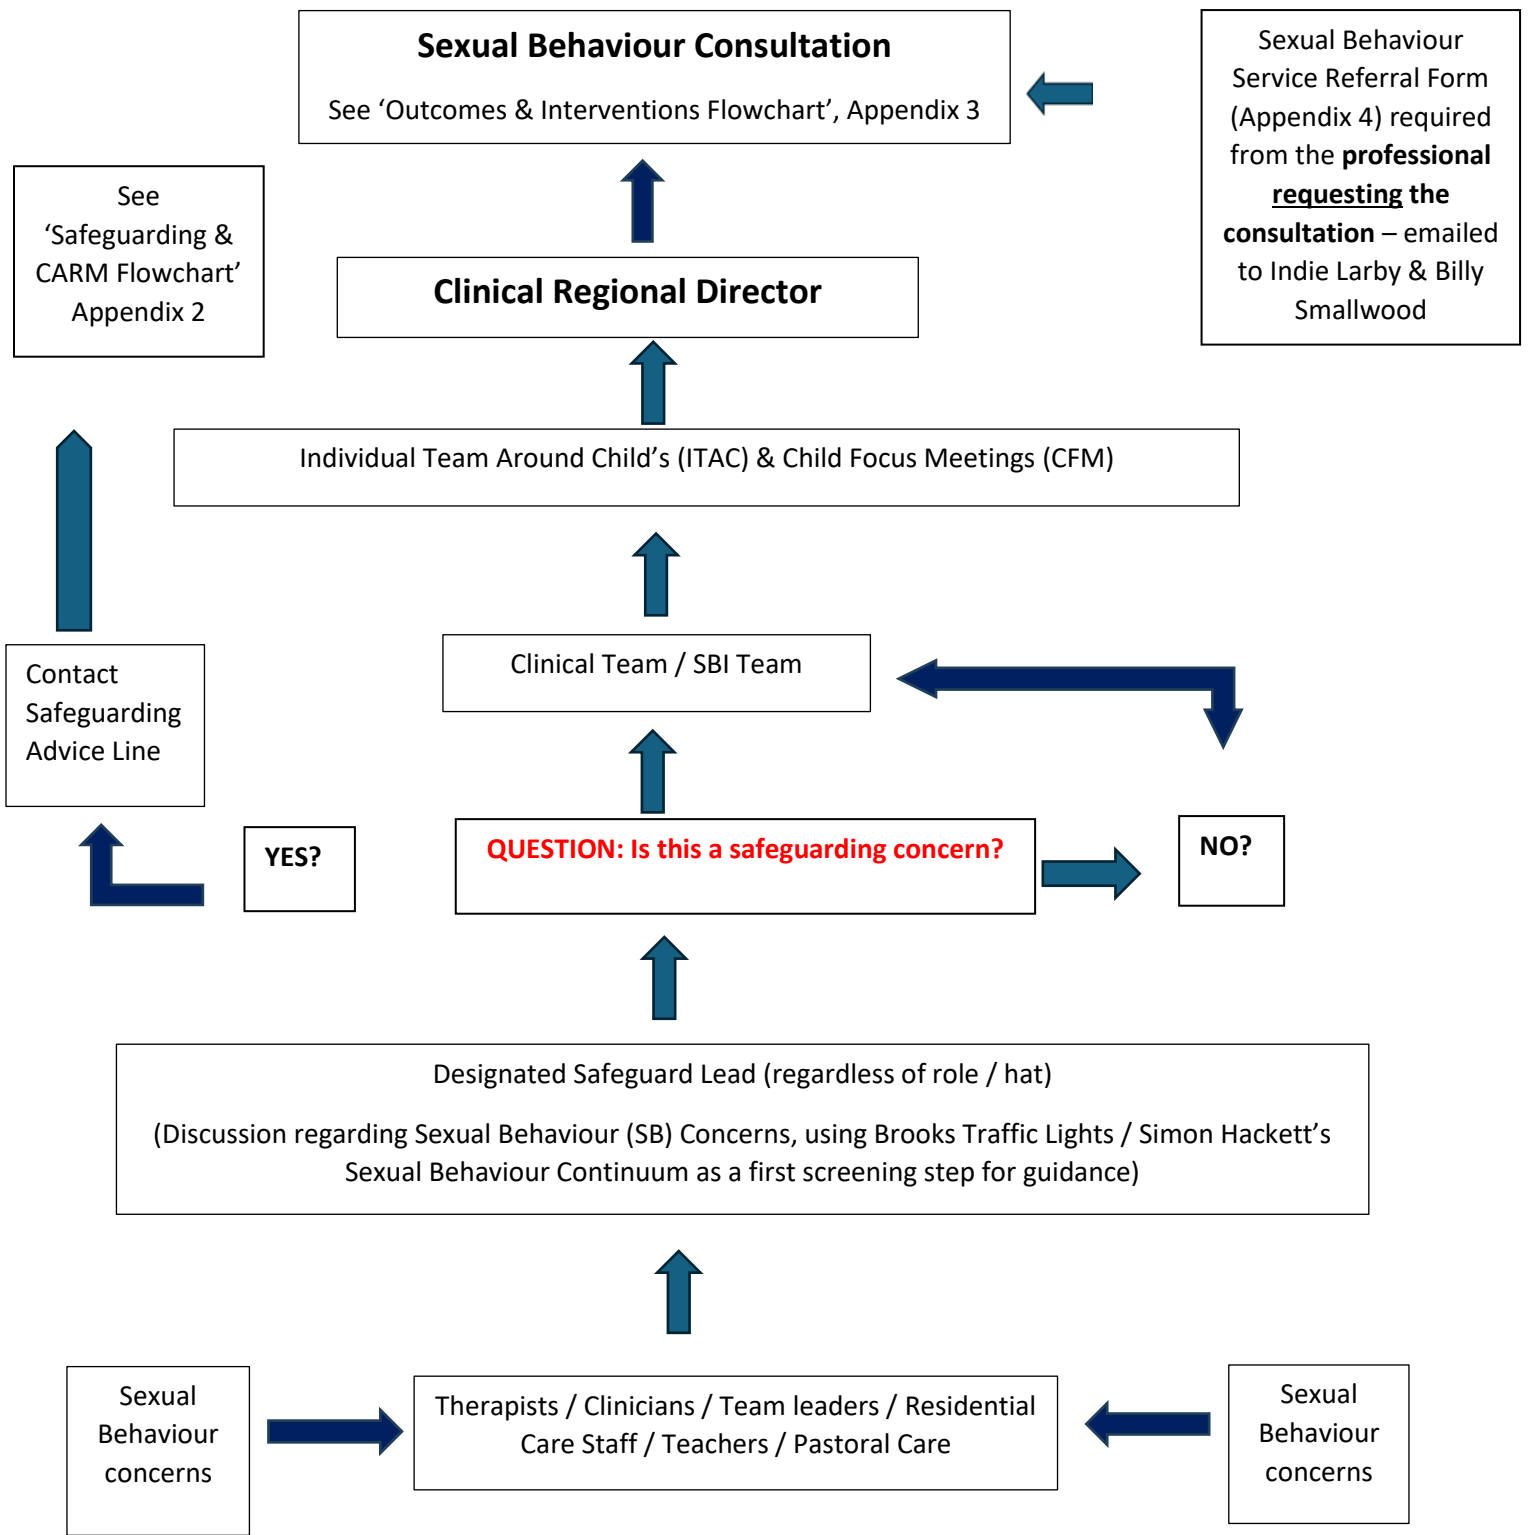 Sexual Behaviour Consultation
See ‘Outcomes & Interventions Flowchart’, Appendix 3
Sexual Behaviour
Service Referral Form
(Appendix 4) required
from the professional
requesting the
consultation – emailed
to Indie Larby & Billy
Smallwood
See
‘Safeguarding &
CARM Flowchart’
Appendix 2
Clinical Regional Director
Individual Team Around Child’s (ITAC) & Child Focus Meetings (CFM)
Contact
Safeguarding
Advice Line
Clinical Team / SBI Team
YES?
QUESTION: Is this a safeguarding concern?
NO?
Designated Safeguard Lead (regardless of role / hat)
(Discussion regarding Sexual Behaviour (SB) Concerns, using Brooks Traffic Lights / Simon Hackett’s
Sexual Behaviour Continuum as a first screening step for guidance)
Sexual
Behaviour
concerns
Therapists / Clinicians / Team leaders / Residential
Care Staff / Teachers / Pastoral Care
Sexual
Behaviour
concerns